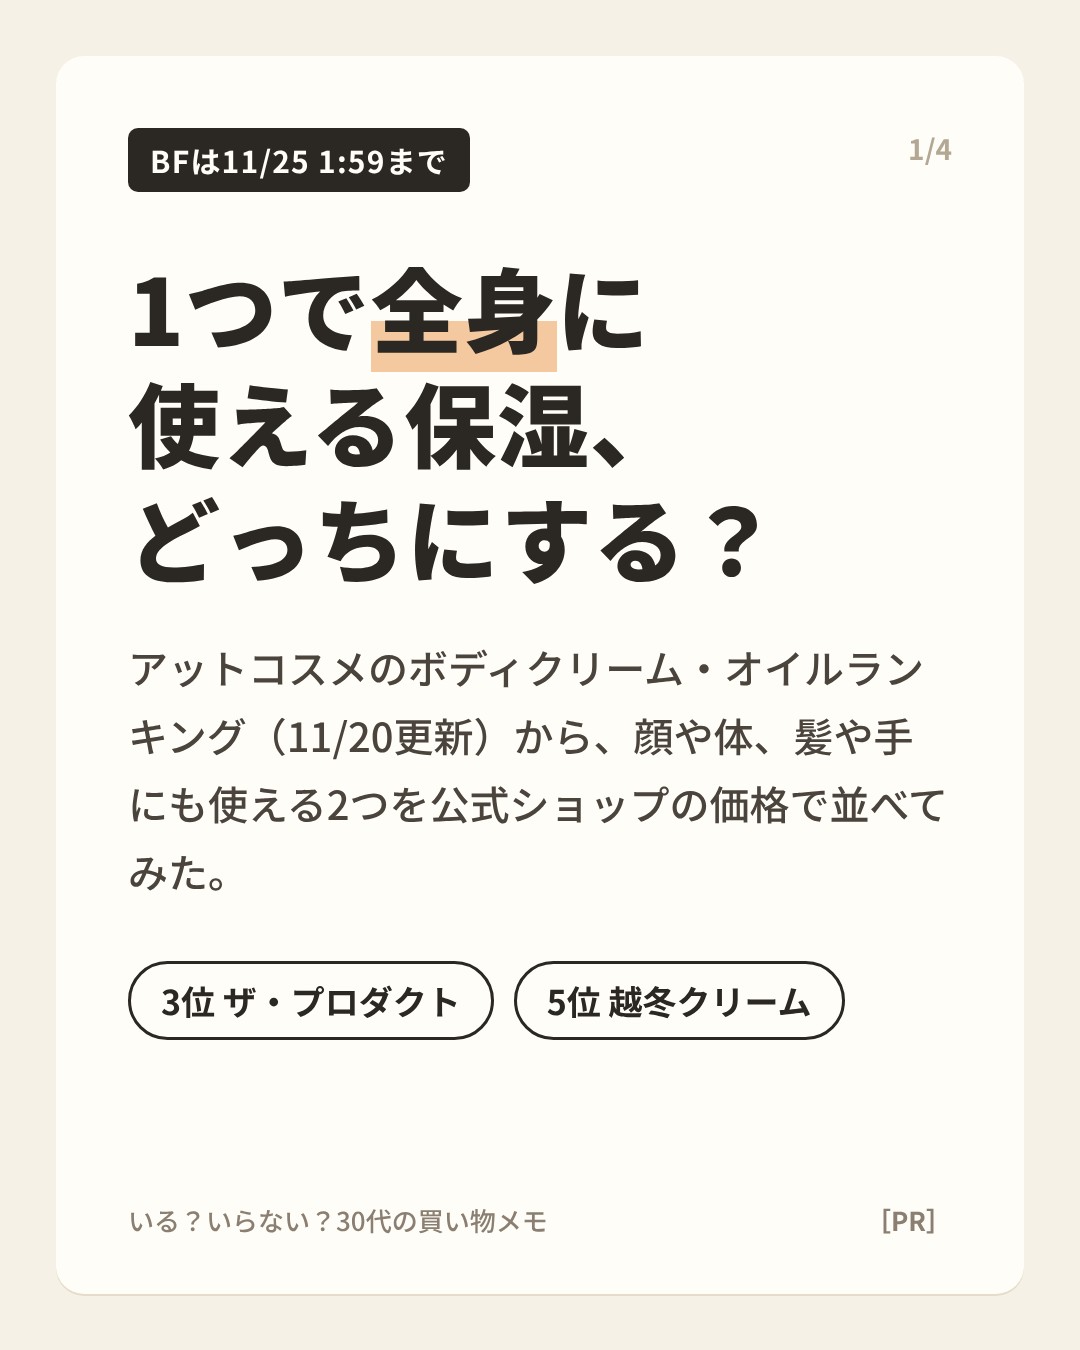 BFは11/25 1:59まで
1/4
1つで全身に
使える保湿、
どっちにする？
アットコスメのボディクリーム・オイルラン
キング（11/20更新）から、顔や体、髪や手
にも使える2つを公式ショップの価格で並べて
みた。
3位 ザ・プロダクト
5位 越冬クリーム
いる？いらない？30代の買い物メモ
[PR]